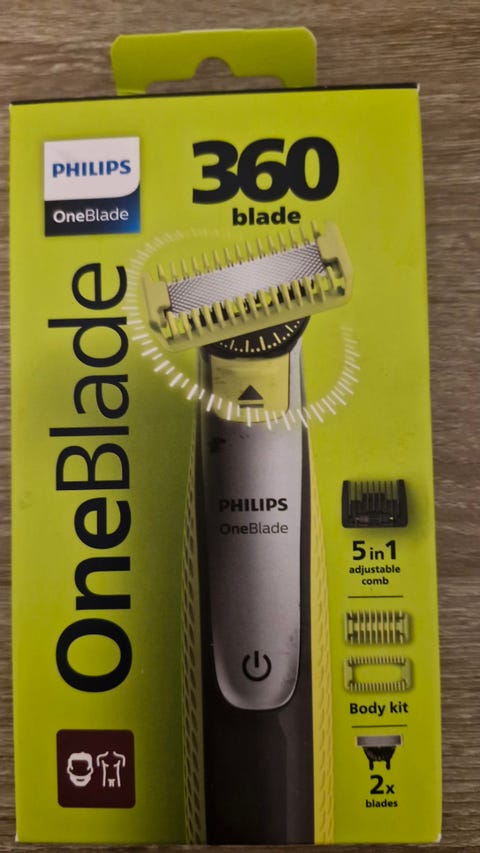 PHILIPS
OneBlade
360
blade
OneBlade
PHILIPS
OneBlade
5 in 1
adjustable
comb
Body kit
2x
blades